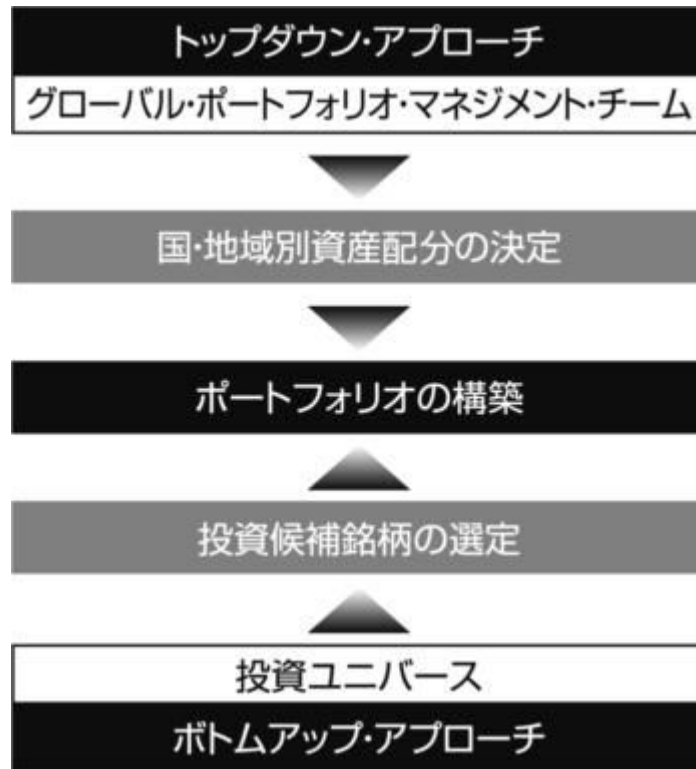 トップダウン・アプローチ
グローバル・ポートフォリオ・マネジメント・チーム
国・地域別資産配分の決定
ポートフォリオの構築
投資候補銘柄の選定
投資ユニバース
ボトムアップ・アプローチ